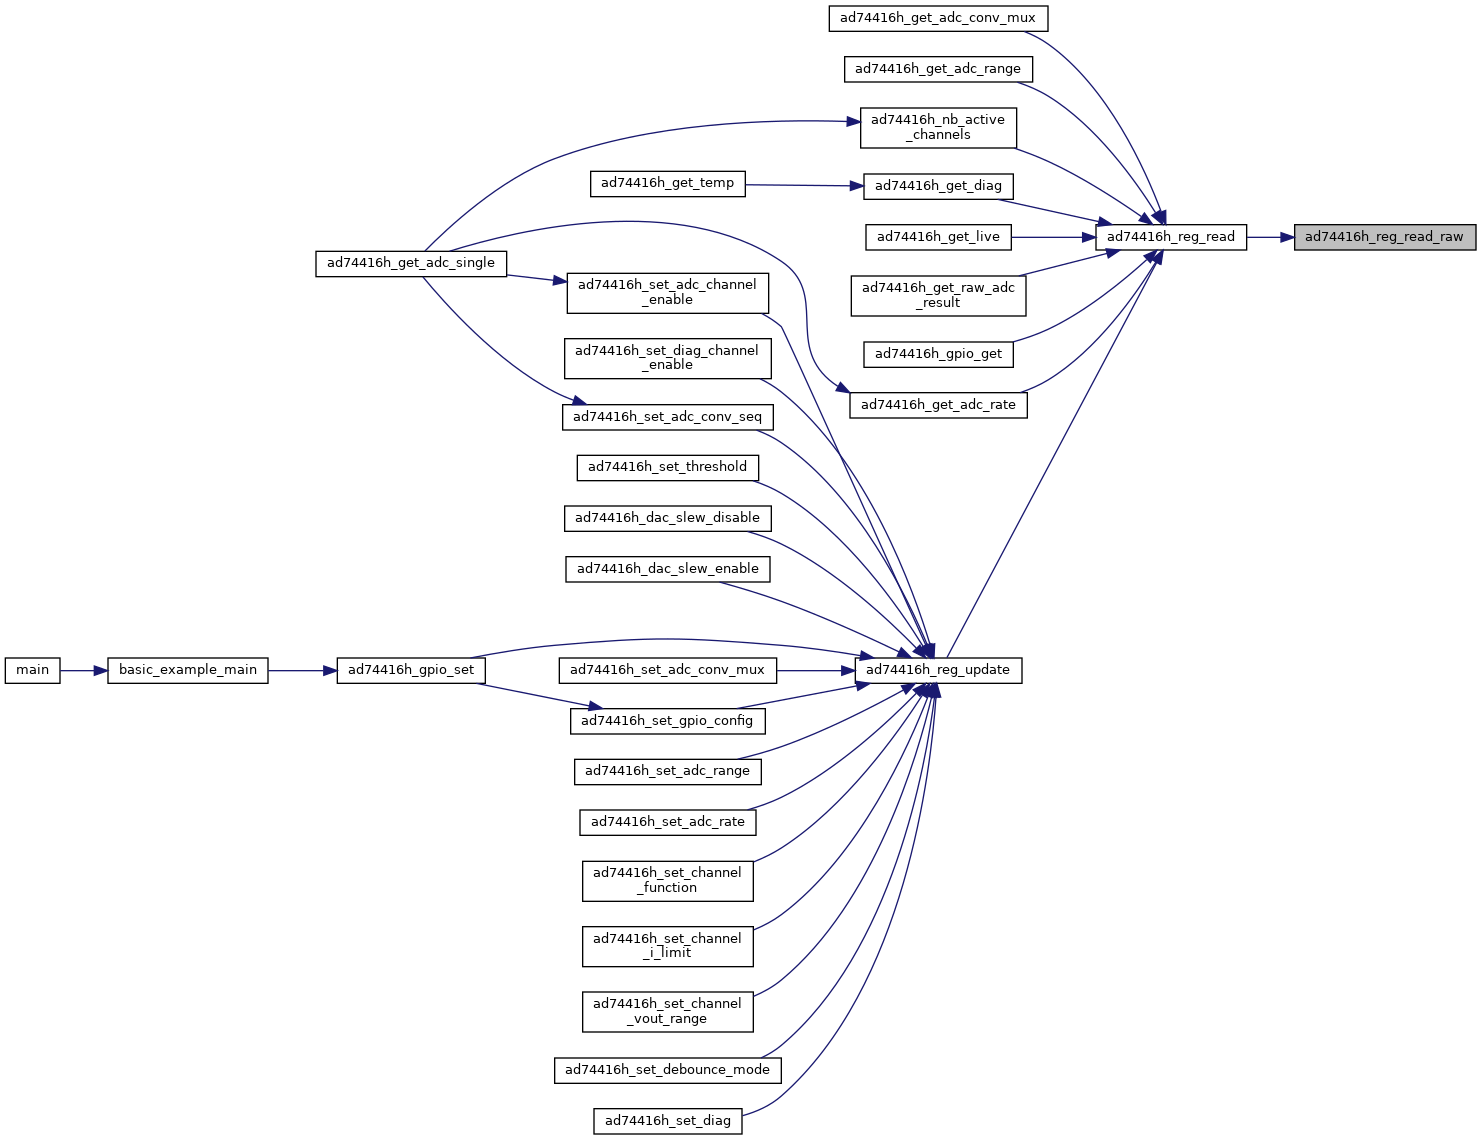 ad74416h_get_adc_conv_mux
ad74416h_get_adc_range
ad74416h_nb_active
_channels
ad74416h_get_temp
ad74416h_get_diag
ad74416h_get_live
ad74416h_reg_read
ad74416h_reg_read_raw
ad74416h_get_adc_single
ad74416h_set_adc_channel
_enable
ad74416h_get_raw_adc
_result
ad74416h_set_diag_channel
_enable
ad74416h_gpio_get
ad74416h_get_adc_rate
ad74416h_set_adc_conv_seq
ad74416h_set_threshold
ad74416h_dac_slew_disable
ad74416h_dac_slew_enable
main
basic_example_main
ad74416h_gpio_set
ad74416h_set_adc_conv_mux
ad74416h_reg_update
ad74416h_set_gpio_config
ad74416h_set_adc_range
ad74416h_set_adc_rate
ad74416h_set_channel
_function
ad74416h_set_channel
_i_limit
ad74416h_set_channel
_vout_range
ad74416h_set_debounce_mode
ad74416h_set_diag